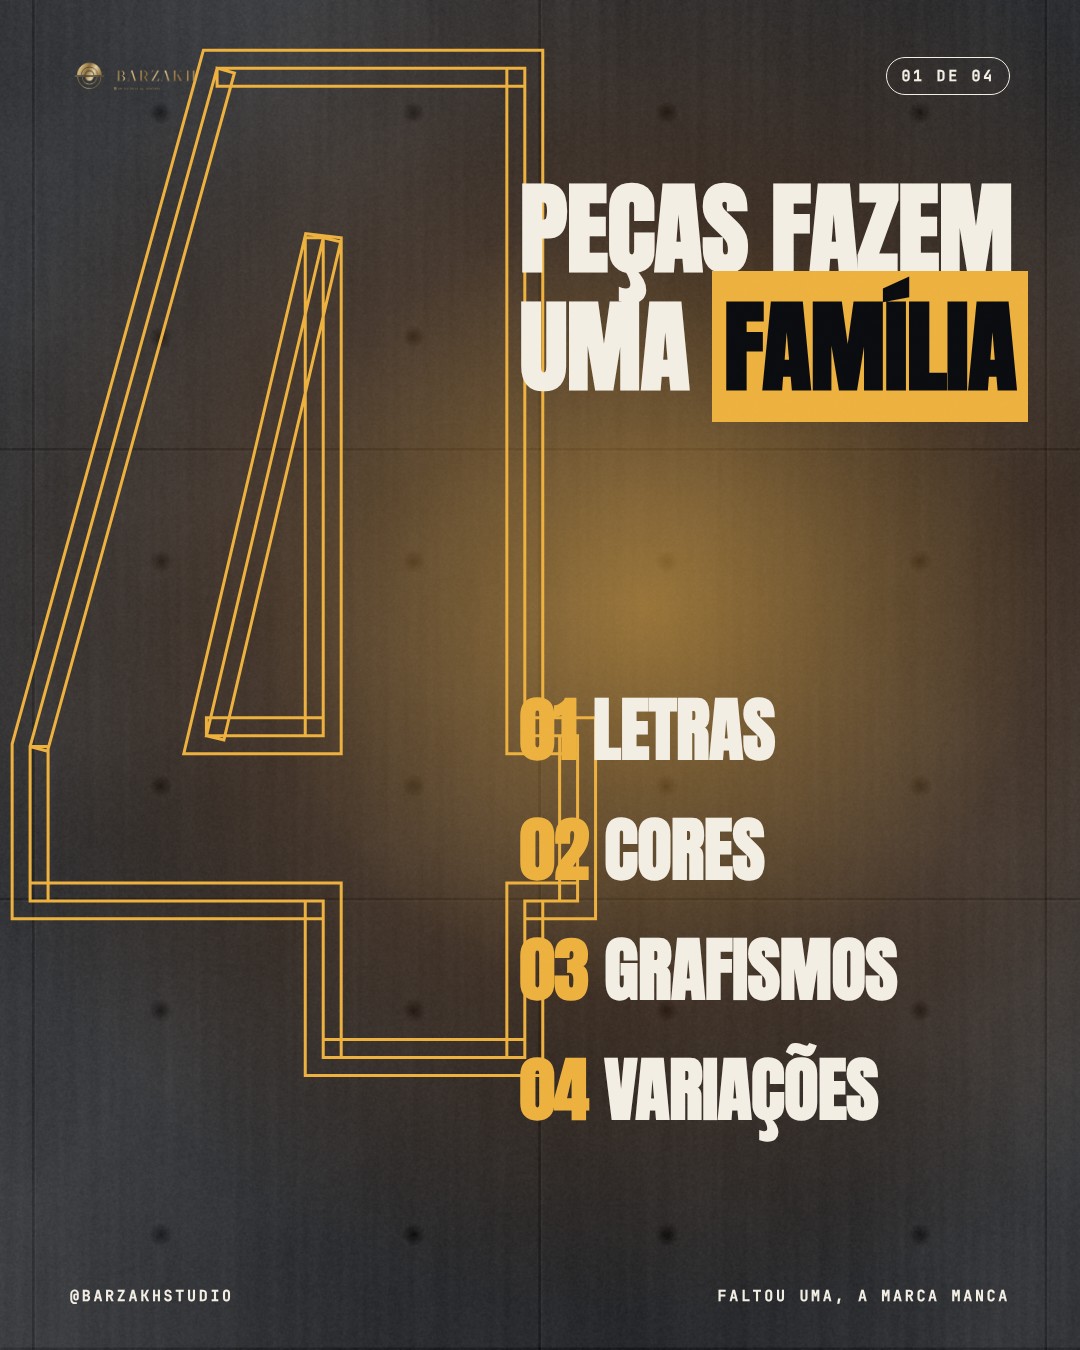 BARZAKH
01 DE 04
4
PEÇAS FAZEM
UMA FAMÍLIA
01 LETRAS
02 CORES
03 GRAFISMOS
04 VARIAÇÕES
@BARZAKHSTUDIO
FALTOU UMA, A MARCA MANCA